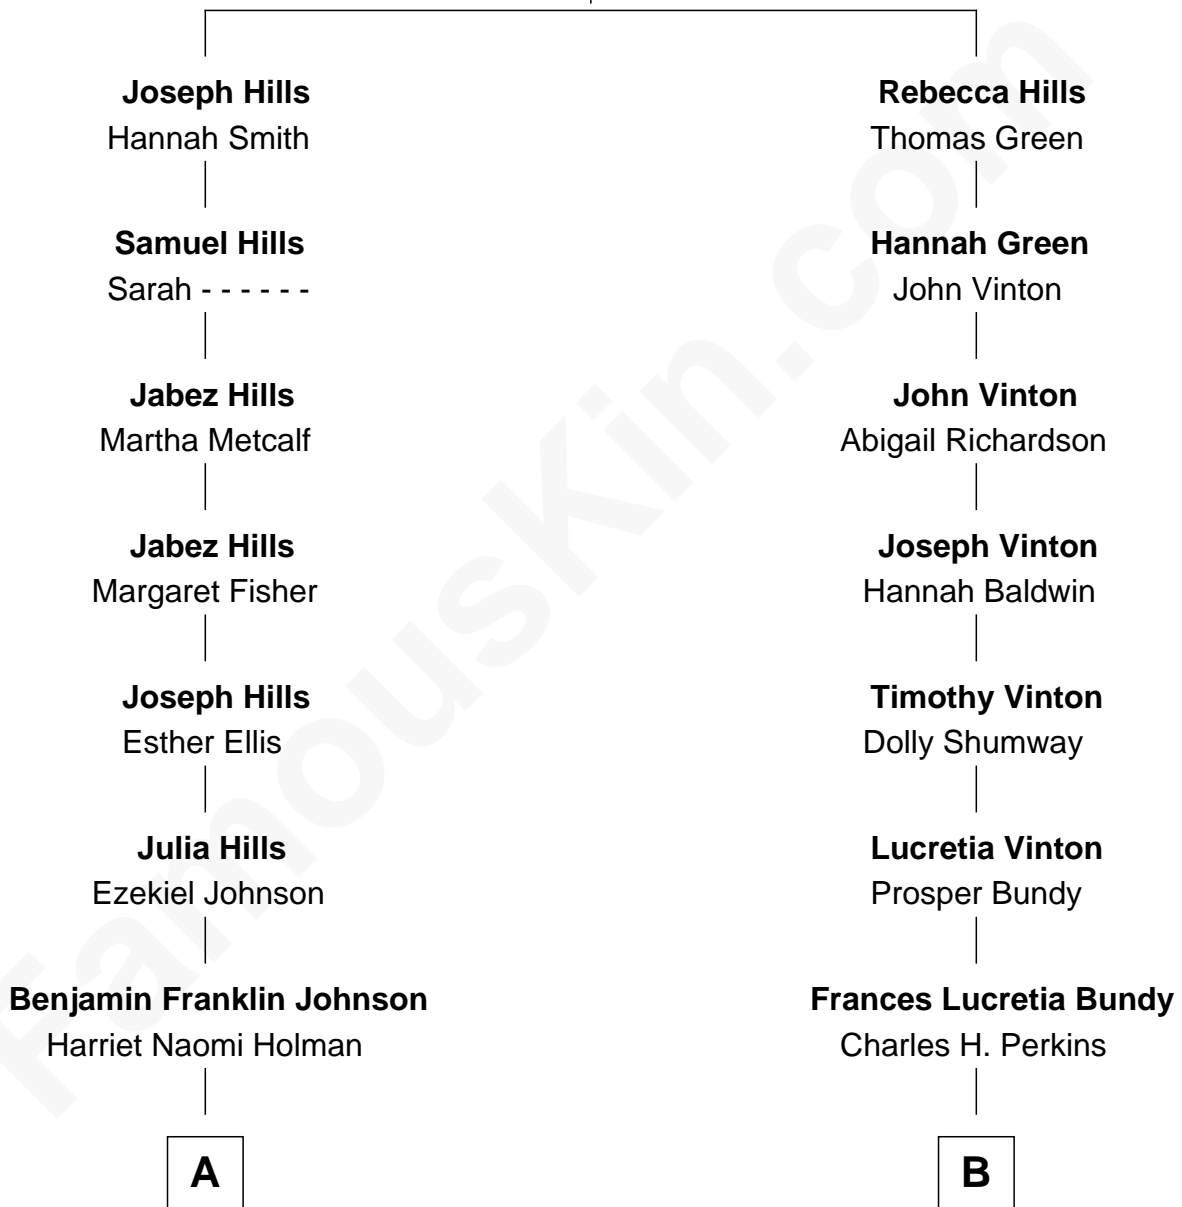 Joseph Hills
Hannah Smith
Samuel Hills
Sarah - - - - - -
Jabez Hills
Martha Metcalf
Jabez Hills
Margaret Fisher
Joseph Hills
Esther Ellis
Julia Hills
Ezekiel Johnson
Benjamin Franklin Johnson
Harriet Naomi Holman
A
Rebecca Hills
Thomas Green
Hannah Green
John Vinton
John Vinton
Abigail Richardson
Joseph Vinton
Hannah Baldwin
Timothy Vinton
Dolly Shumway
Lucretia Vinton
Prosper Bundy
Frances Lucretia Bundy
Charles H. Perkins
B
FamousKin.com